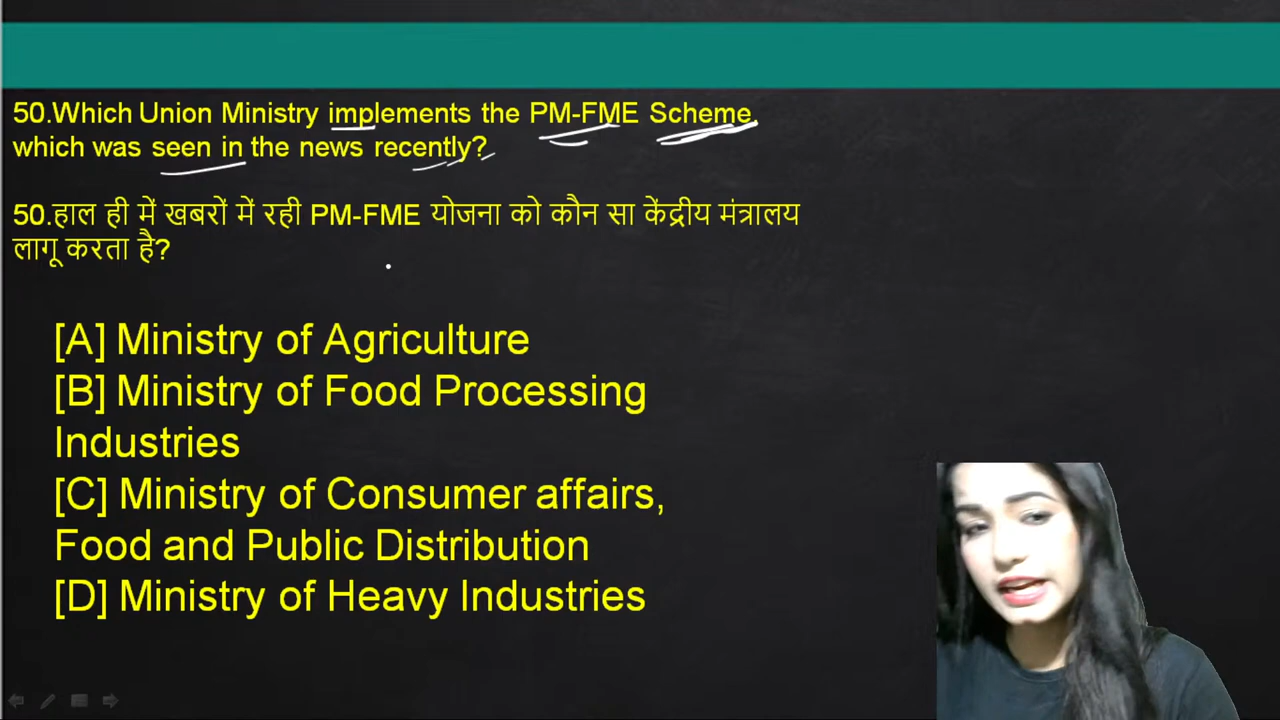 50.Which Union Ministry implements the PM-FME Scheme,
which was seen in the news recently?
50.हाल ही में खबरों में रही PM-FME योजना को कौन सा केंद्रीय मंत्रालय
लागू करता है?
[A] Ministry of Agriculture
[B] Ministry of Food Processing
Industries
[C] Ministry of Consumer affairs,
Food and Public Distribution
[D] Ministry of Heavy Industries